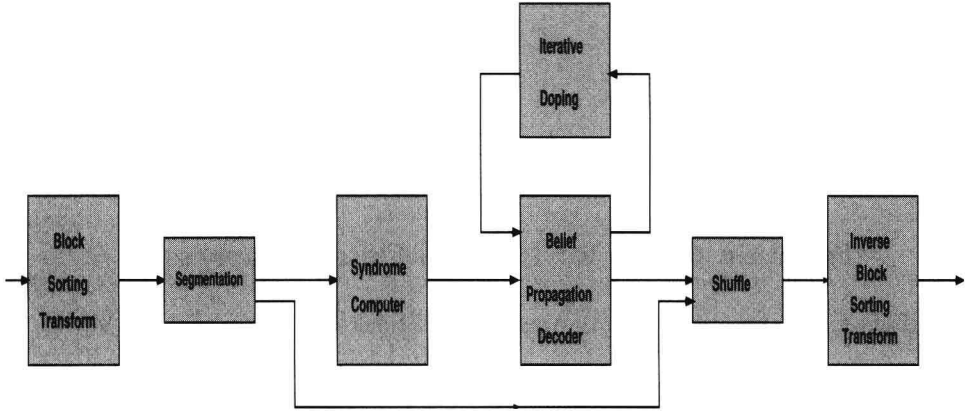 Iterative
Doping
Block
Sorting
Transform
Segmentation
Syndrome
Computer
Belief
Propagation
Decoder
Shuffle
Inverse
Block
Sorting
Transform